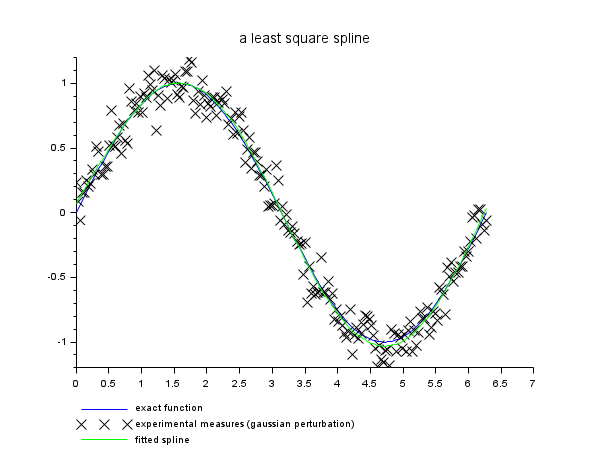 a least square spline
1
0.5
0
-0.5
-1
0 0.5 1 1.5 2 2.5 3 3.5 4 4.5 5 5.5 6 6.5 7
exact function
experimental measures (gaussian perturbation)
fitted spline